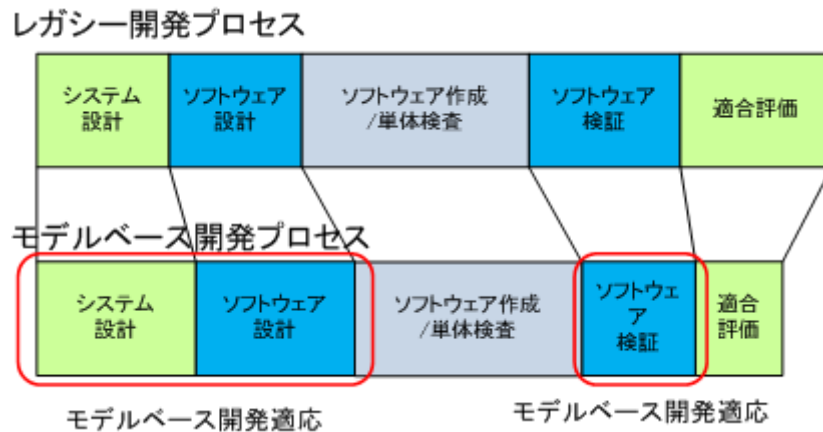 レガシー開発プロセス
システム
設計
ソフトウェア
設計
ソフトウェア作成
/単体検査
ソフトウェア
検証
適合評価
モデルベース開発プロセス
システム
設計
ソフトウェア
設計
ソフトウェア作成
/単体検査
ソフトウェ
ア
検証
適合
評価
モデルベース開発適応
モデルベース開発適応